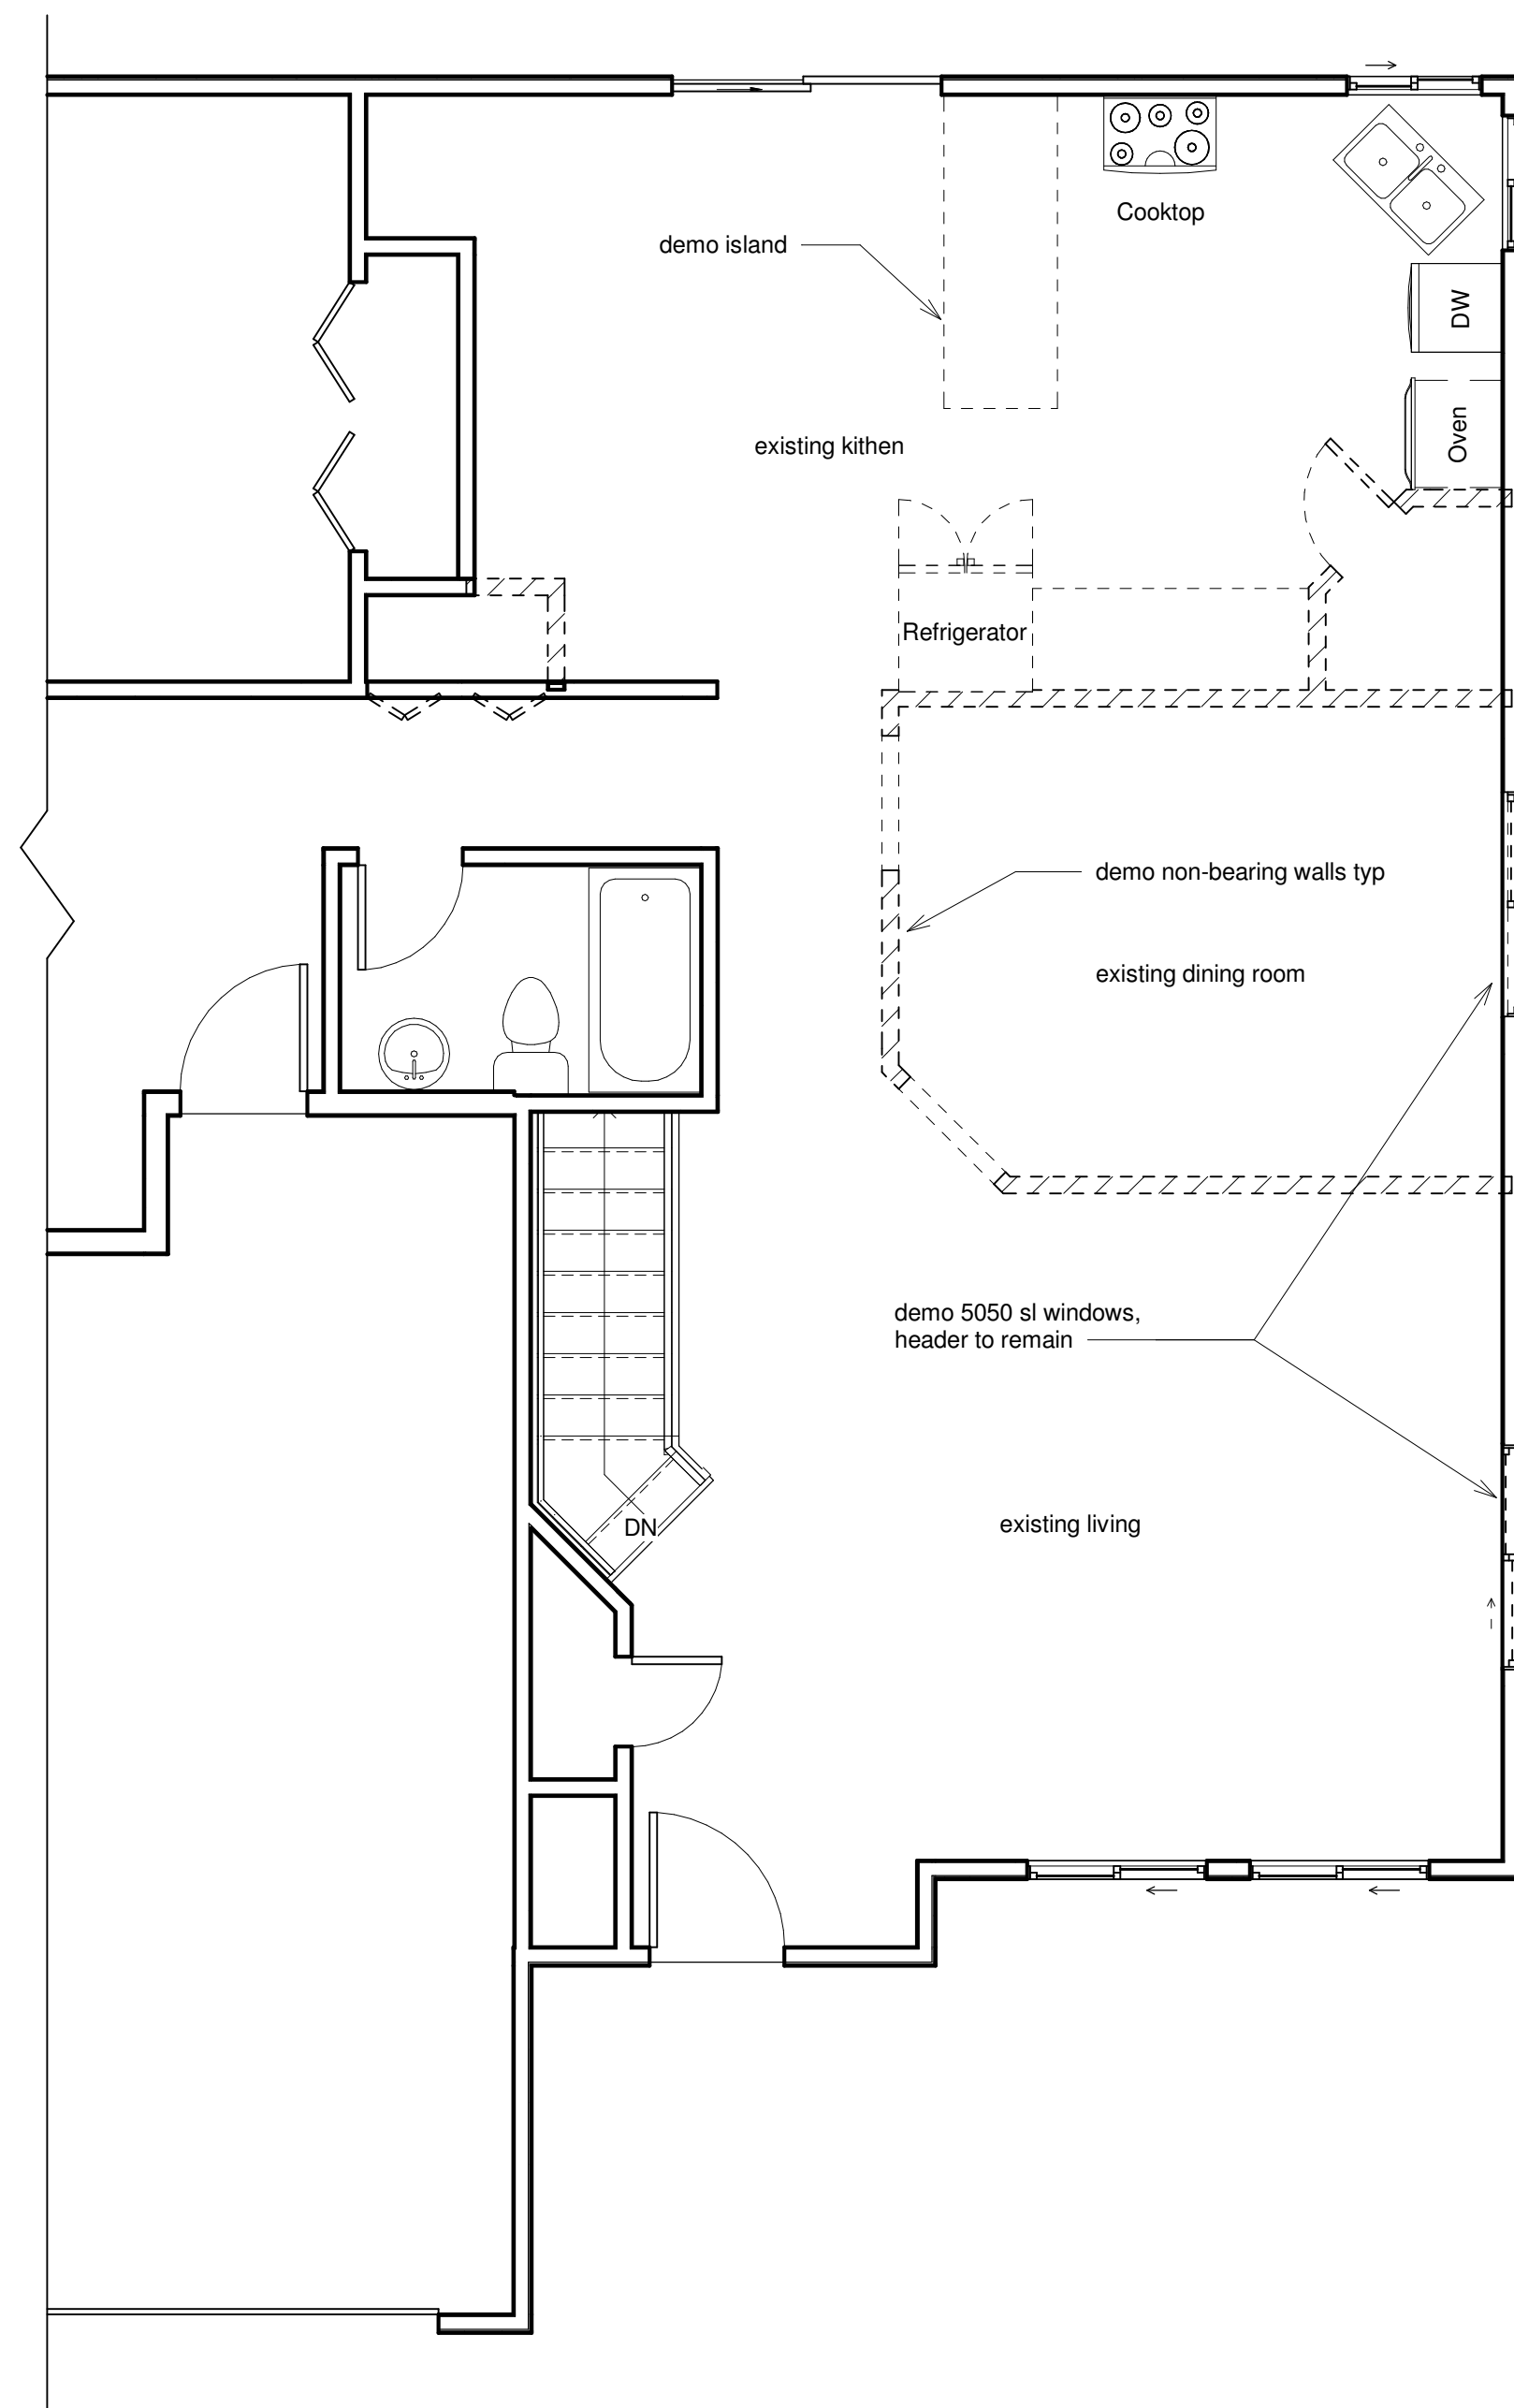 Cooktop
demo island
DW
Oven
existing kithen
Refrigerator
demo non-bearing walls typ
existing dining room
demo 5050 sl windows,
header to remain
DN
existing living